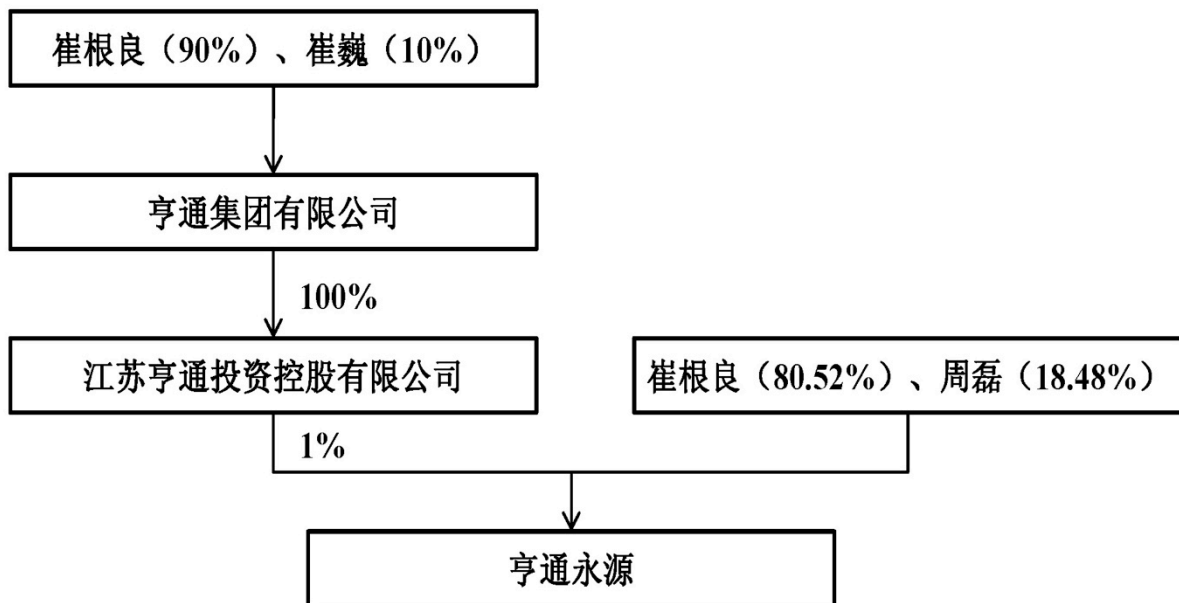 崔根良（90%）、崔巍（10%）
亨通集团有限公司
100%
江苏亨通投资控股有限公司
崔根良（80.52%）、周磊（18.48%）
1%
亨通永源